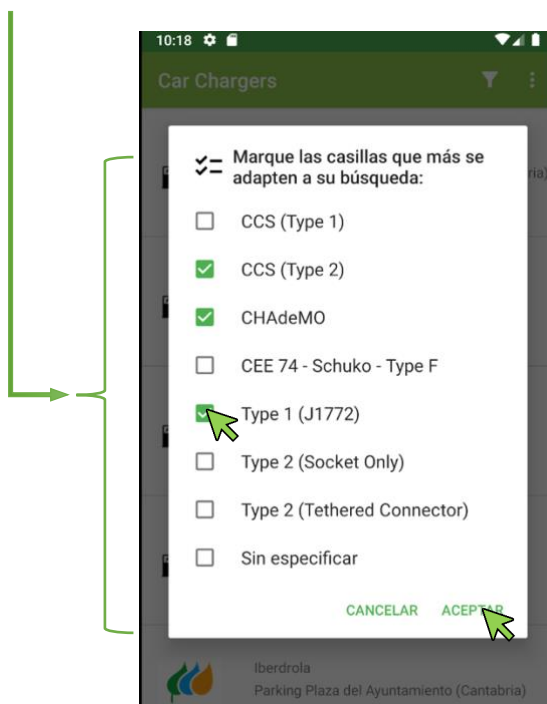 10:18
Car Chargers
Marque las casillas que más se
adapten a su búsqueda:
ria)
CCS (Type 1)
CCS (Type 2)
CHAdeMO
CEE 74 - Schuko - Type F
Type 1 (J1772)
Type 2 (Socket Only)
Type 2 (Tethered Connector)
Sin especificar
CANCELAR ACEPTAR
Iberdrola
Parking Plaza del Ayuntamiento (Cantabria)